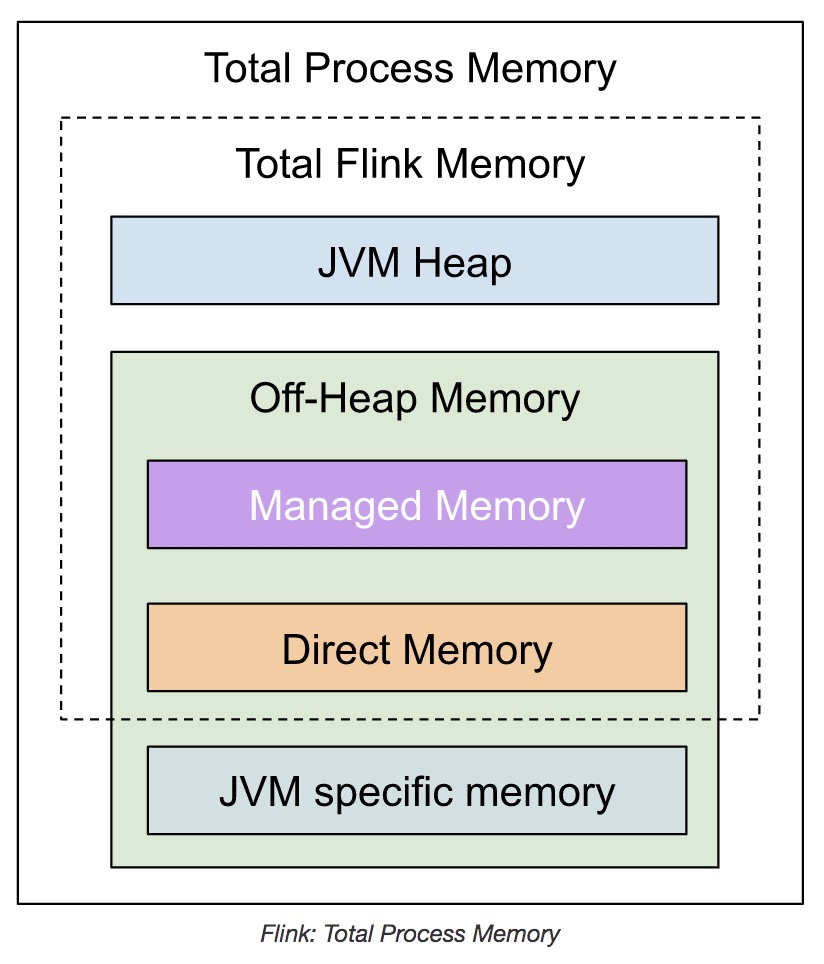 Total Process Memory
Total Flink Memory
JVM Heap
Off-Heap Memory
Managed Memory
Direct Memory
JVM specific memory
Flink: Total Process Memory